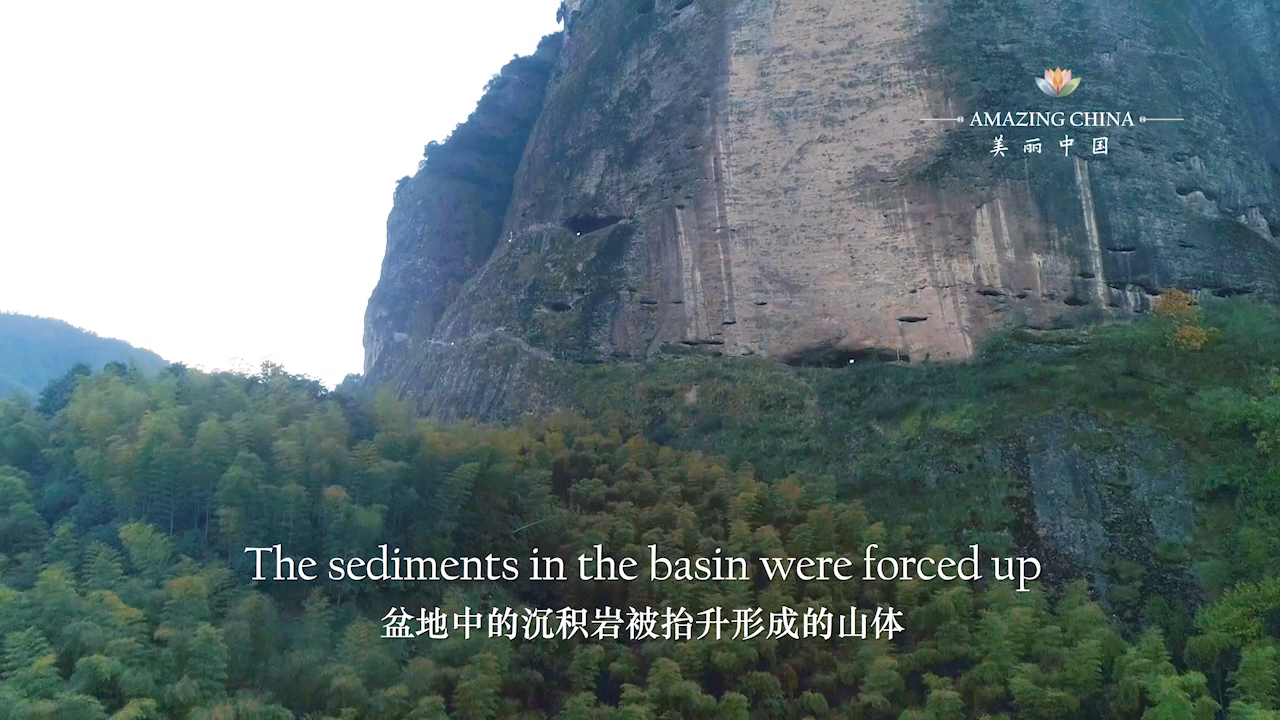 AMAZING CHINA
美丽中国
The sediments in the basin were forced up
盆地中的沉积岩被抬升形成的山体